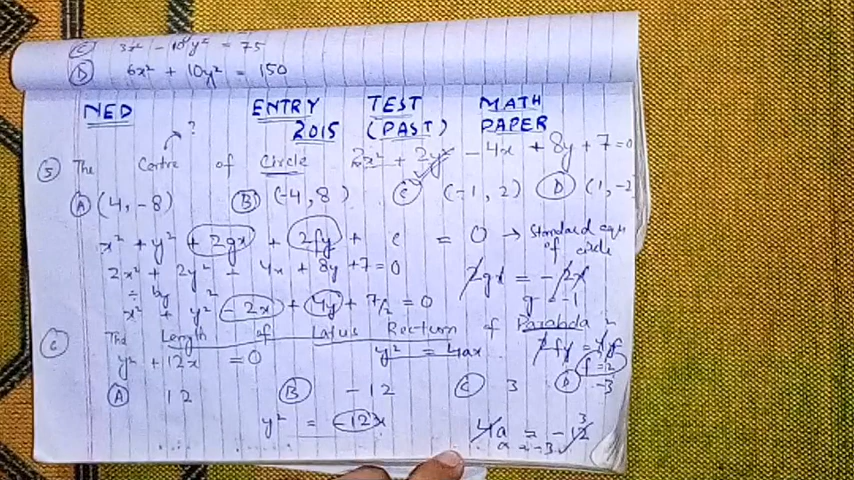 C 3x² - 10y² = 75
D 6x² + 10y² = 150
NED ENTRY TEST MATH
2015 (PAST) PAPER
5 The Centre ? of Circle 2x² + 2y² - 4x + 8y + 7 = 0
A (4, -8) B (-4, 8) C (-1, 2) D (1, -2
x² + y² + 2gx + 2fy + c = 0 → Standard eqn of circle
2x² + 2y² - 4x + 8y + 7 = 0 2gx = -2x
÷ by 2 g = -1
x² + y² - 2x + 4y + 7/2 = 0
6 The Length of Latus Rectum of Parabola
y² + 12x = 0 y² = 4ax 2fy = 4y
f = 2
A 12 B -12 C 3 D -3
y² = -12x 4a = -12 3
a = -3